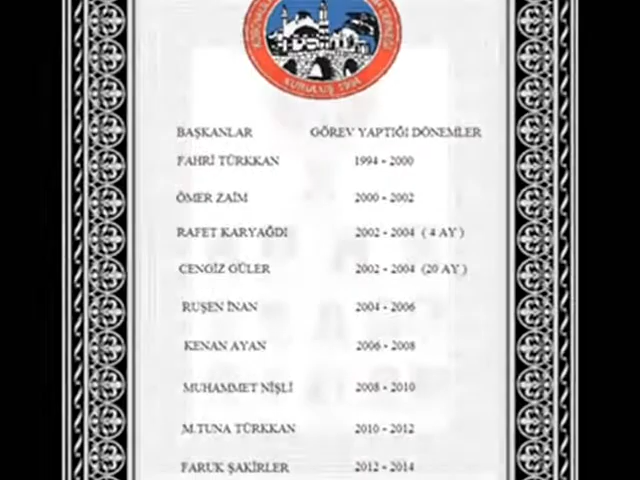 KURULUŞ 1994
BAŞKANLAR GÖREV YAPTIĞI DÖNEMLER
FAHRİ TÜRKKAN 1994 - 2000
ÖMER ZAİM 2000 - 2002
RAFET KARYAĞDI 2002 - 2004 ( 4 AY )
CENGİZ GÜLER 2002 - 2004 (20 AY )
RUŞEN İNAN 2004 - 2006
KENAN AYAN 2006 - 2008
MUHAMMET NİŞLİ 2008 - 2010
M.TUNA TÜRKKAN 2010 - 2012
FARUK ŞAKİRLER 2012 - 2014